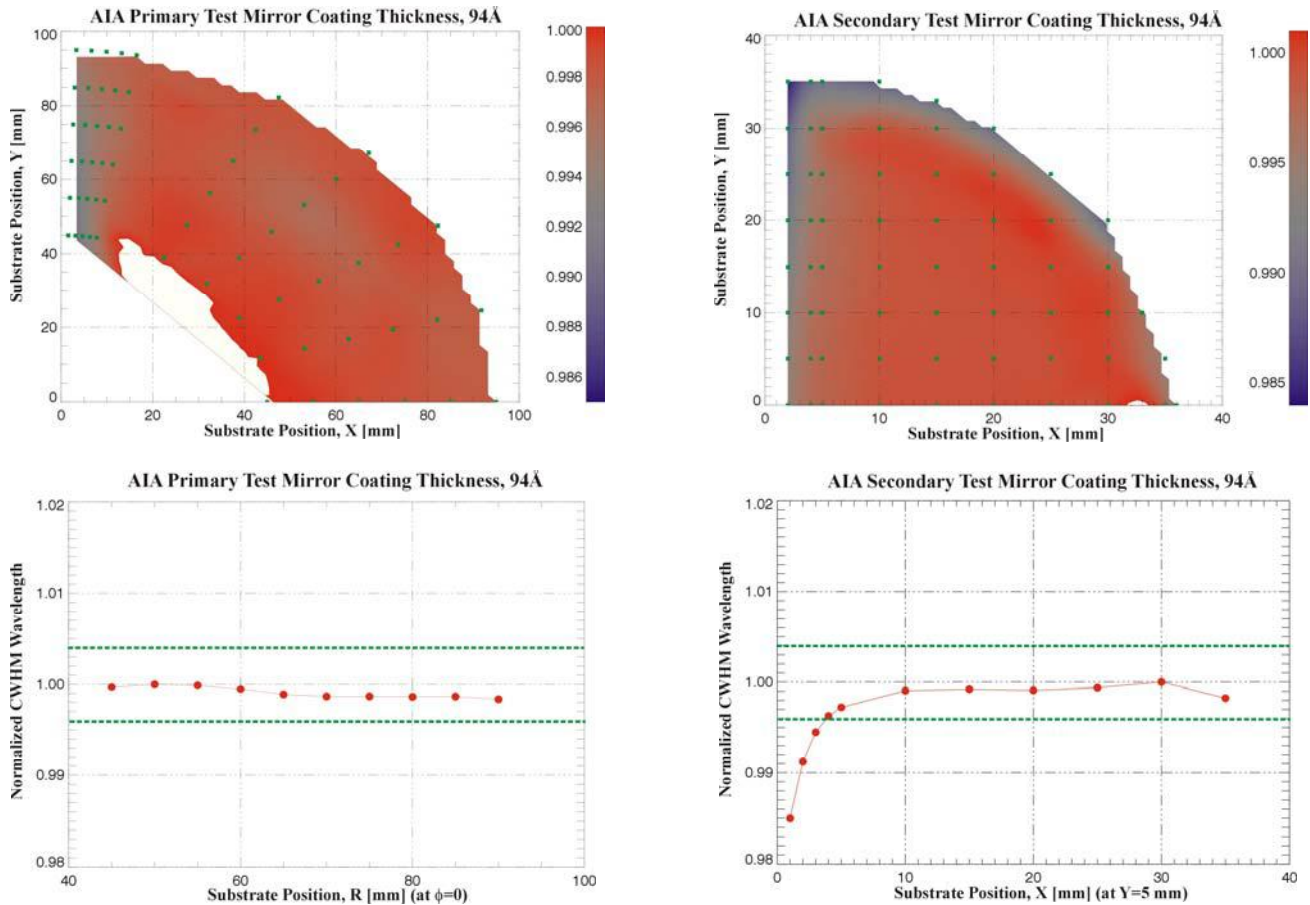 AIA Primary Test Mirror Coating Thickness, 94Å
100
80
60
40
20
0
Substrate Position, Y [mm]
0 20 40 60 80 100
Substrate Position, X [mm]
1.000
0.998
0.996
0.994
0.992
0.990
0.988
0.986
AIA Secondary Test Mirror Coating Thickness, 94Å
40
30
20
10
0
Substrate Position, Y [mm]
0 10 20 30 40
Substrate Position, X [mm]
1.000
0.995
0.990
0.985
AIA Primary Test Mirror Coating Thickness, 94Å
1.02
1.01
1.00
0.99
0.98
Normalized CWHM Wavelength
40 60 80 100
Substrate Position, R [mm] (at ϕ=0)
AIA Secondary Test Mirror Coating Thickness, 94Å
1.02
1.01
1.00
0.99
0.98
Normalized CWHM Wavelength
0 10 20 30 40
Substrate Position, X [mm] (at Y=5 mm)